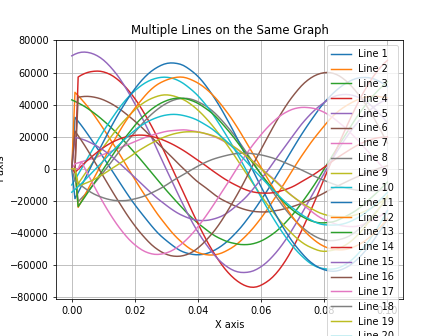 Multiple Lines on the Same Graph
80000
60000
40000
20000
0
−20000
−40000
−60000
−80000
0.00
0.02
0.04
0.06
X axis
Line 1
Line 2
Line 3
Line 4
Line 5
Line 6
Line 7
Line 8
Line 9
Line 10
Line 11
Line 12
Line 13
Line 14
Line 15
Line 16
Line 17
Line 18
Line 19
Line 20